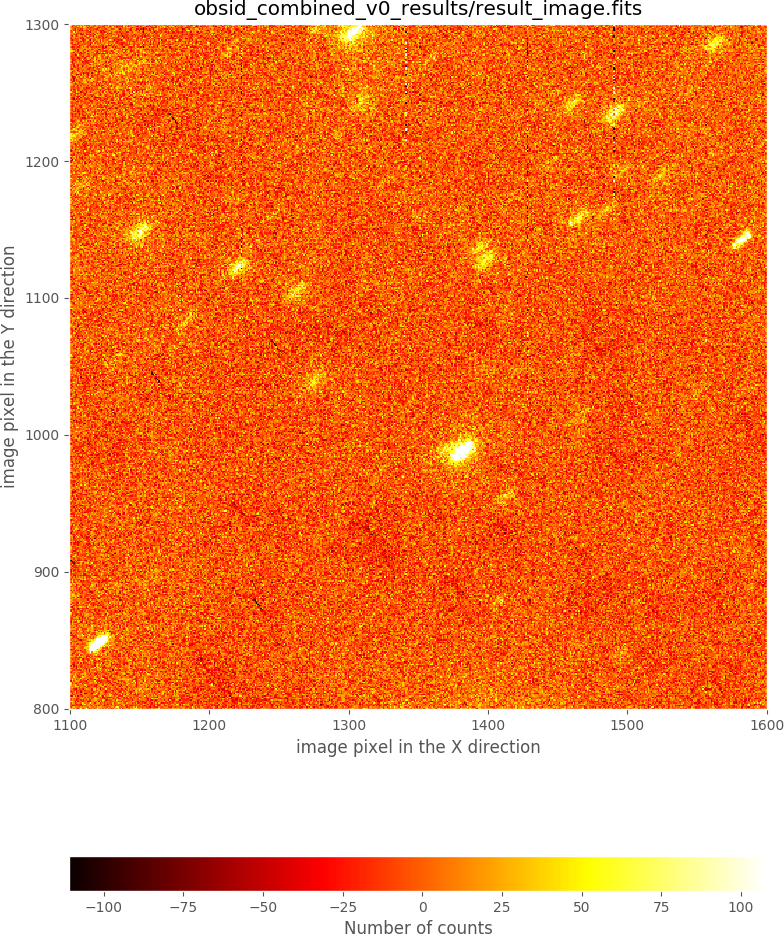 obsid_combined_v0_results/result_image.fits
1300
1200
1100
1000
900
800
image pixel in the Y direction
1100 1200 1300 1400 1500 1600
image pixel in the X direction
−100 −75 −50 −25 0 25 50 75 100
Number of counts